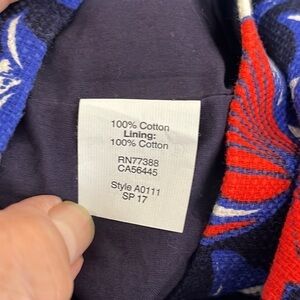 100% Cotton
Lining:
100% Cotton
RN77388
CA56445
Style A0111
SP 17